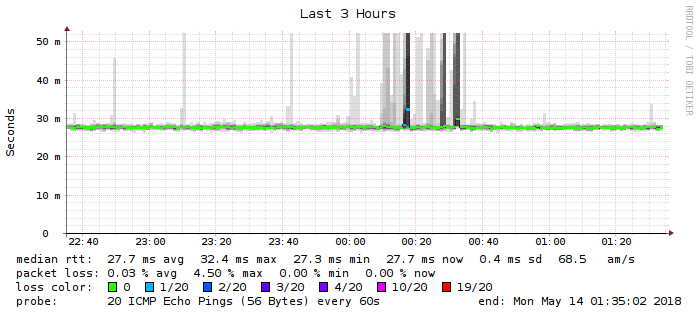 Last 3 Hours
RRDTOOL / TOBI OETIKER
Seconds
50 m
40 m
30 m
20 m
10 m
0
22:40 23:00 23:20 23:40 00:00 00:20 00:40 01:00 01:20
median rtt: 27.7 ms avg 32.4 ms max 27.3 ms min 27.7 ms now 0.4 ms sd 68.5 am/s
packet loss: 0.03 % avg 4.50 % max 0.00 % min 0.00 % now
loss color: 0 1/20 2/20 3/20 4/20 10/20 19/20
probe: 20 ICMP Echo Pings (56 Bytes) every 60s end: Mon May 14 01:35:02 2018